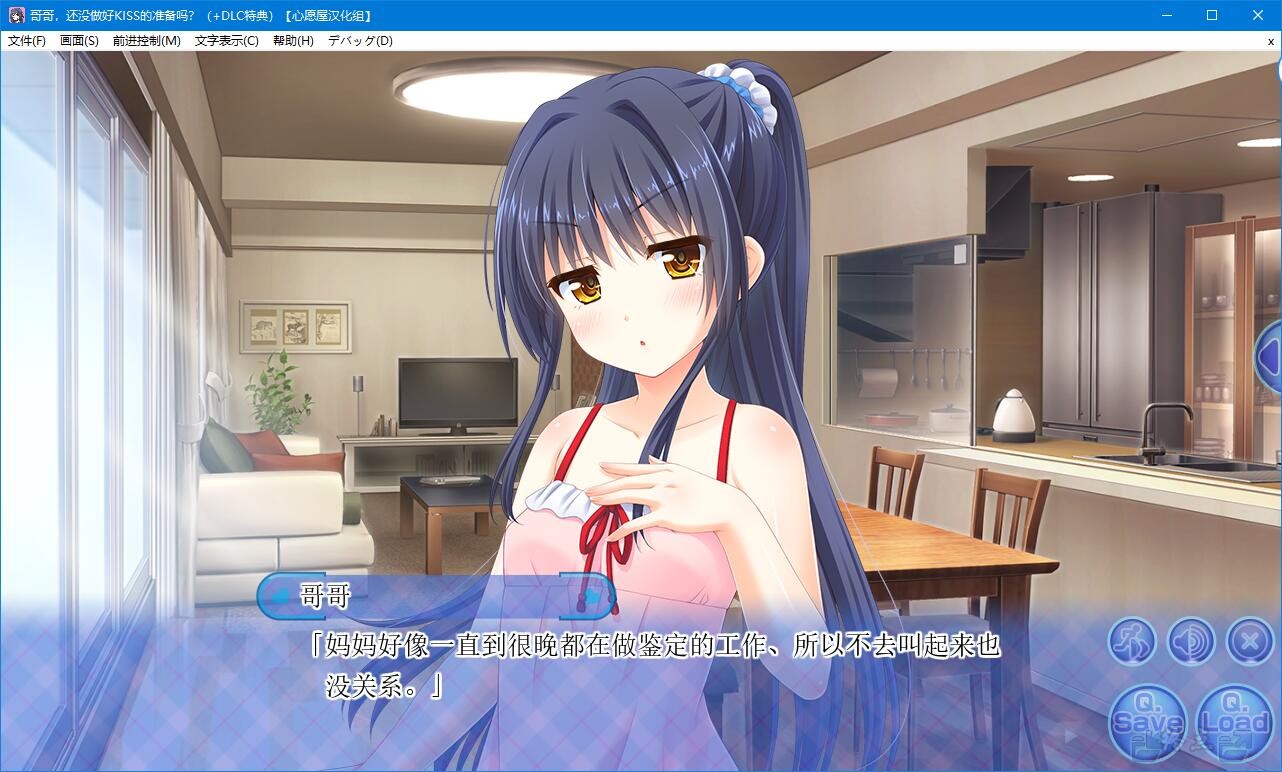 哥哥，还没做好KISS的准备吗？（+DLC特典）【心愿屋汉化组】
文件(F) 画面(S) 前进控制(M) 文字表示(C) 帮助(H) デバッグ(D)
x
哥哥
「妈妈好像一直到很晚都在做鉴定的工作、所以不去叫起来也
没关系。」
Q. Save Q. Load